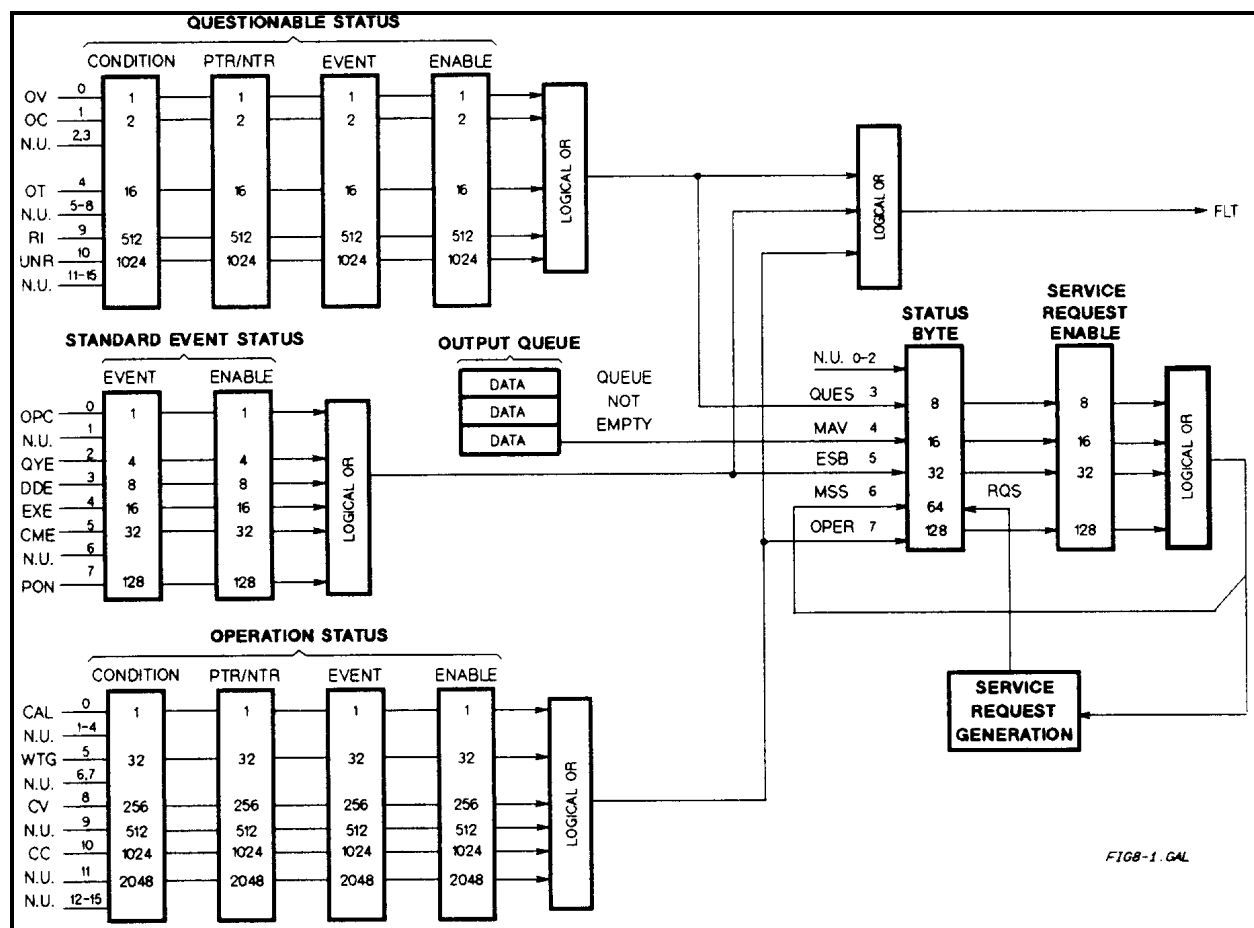 QUESTIONABLE STATUS
CONDITION PTR/NTR EVENT ENABLE
OV 0 1 1 1 1
OC 1 2 2 2 2
N.U. 2,3
OT 4 16 16 16 16
N.U. 5-8
RI 9 512 512 512 512
UNR 10 1024 1024 1024 1024
N.U. 11-15
LOGICAL OR
LOGICAL OR
FLT
STANDARD EVENT STATUS
EVENT ENABLE
OPC 0 1 1
N.U. 1
QYE 2 4 4
DDE 3 8 8
EXE 4 16 16
CME 5 32 32
N.U. 6
PON 7 128 128
LOGICAL OR
OUTPUT QUEUE
DATA
DATA
DATA
QUEUE
NOT
EMPTY
STATUS
BYTE
SERVICE
REQUEST
ENABLE
N.U. 0-2
QUES 3 8 8
MAV 4 16 16
ESB 5 32 32
MSS 6 64 RQS
OPER 7 128 128
LOGICAL OR
SERVICE
REQUEST
GENERATION
OPERATION STATUS
CONDITION PTR/NTR EVENT ENABLE
CAL 0 1 1 1 1
N.U. 1-4
WTG 5 32 32 32 32
N.U. 6,7
CV 8 256 256 256 256
N.U. 9 512 512 512 512
CC 10 1024 1024 1024 1024
N.U. 11 2048 2048 2048 2048
N.U. 12-15
LOGICAL OR
FIG8-1.GAL